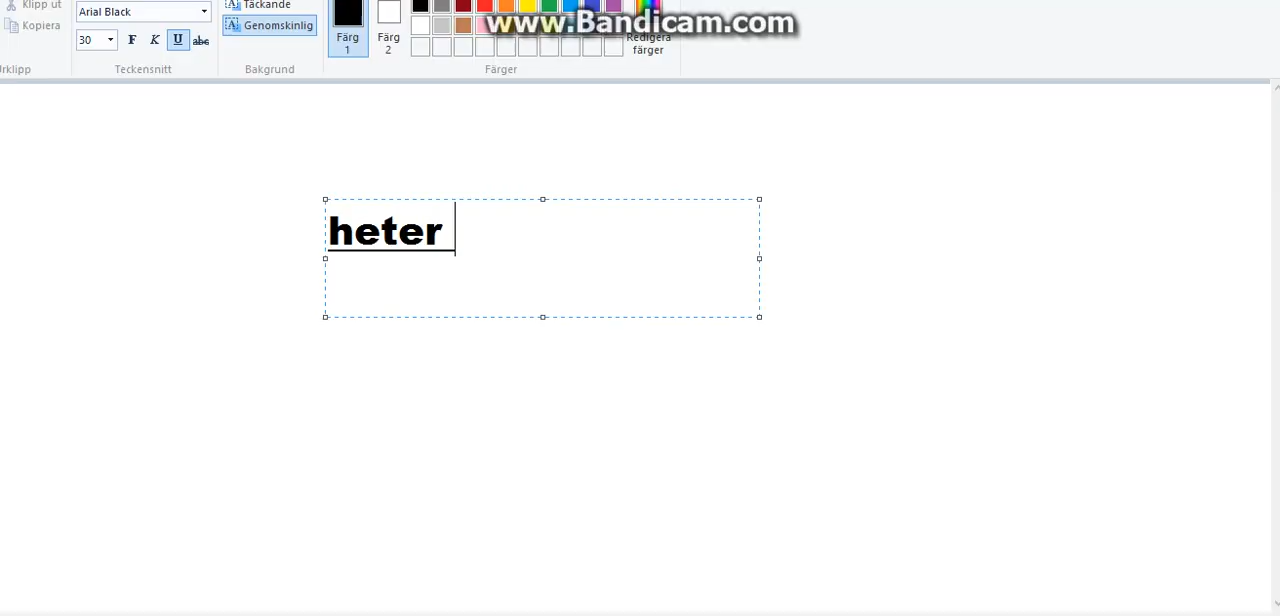 Klipp ut
Arial Black
Täckande
www.Bandicam.com
Kopiera
Genomskinlig
30
F K U abc
Färg
1
Färg
2
Redigera
färger
Teckensnitt
Bakgrund
Färger
heter